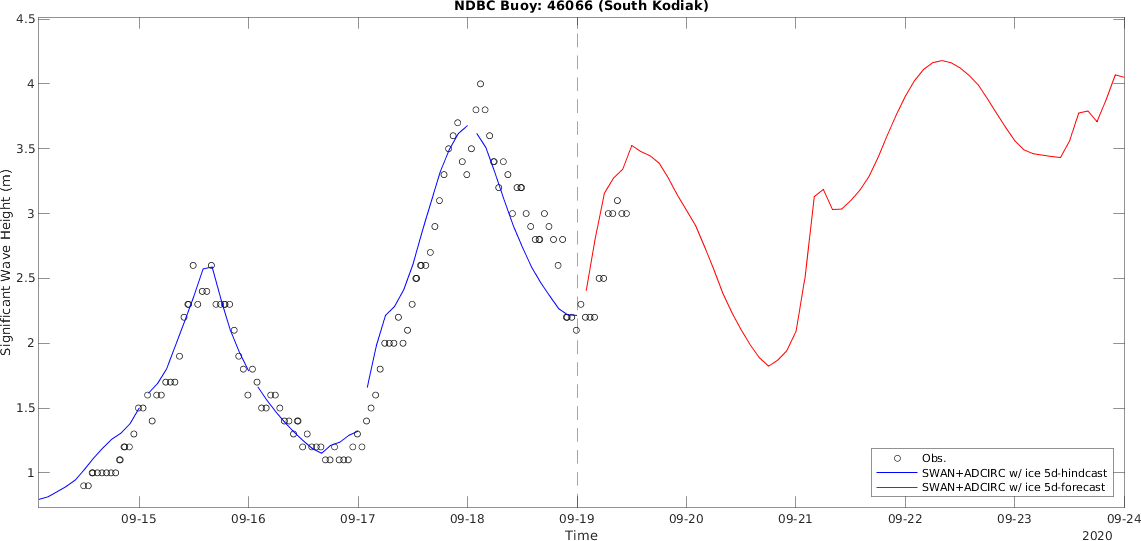 NDBC Buoy: 46066 (South Kodiak)
4.5
4
3.5
3
2.5
2
1.5
1
Significant Wave Height (m)
Obs.
SWAN+ADCIRC w/ ice 5d-hindcast
SWAN+ADCIRC w/ ice 5d-forecast
09-15 09-16 09-17 09-18 09-19 09-20 09-21 09-22 09-23 09-24
Time
2020